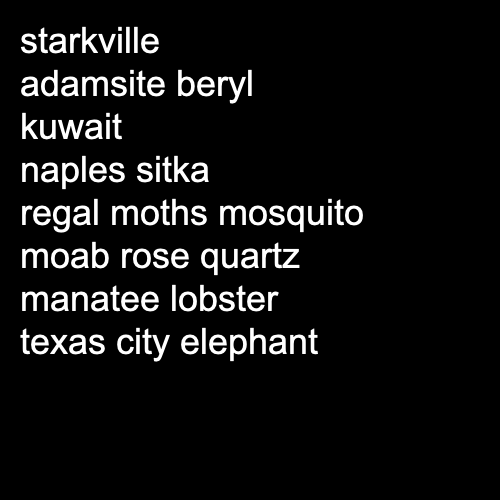 starkville
adamsite beryl
kuwait
naples sitka
regal moths mosquito
moab rose quartz
manatee lobster
texas city elephant